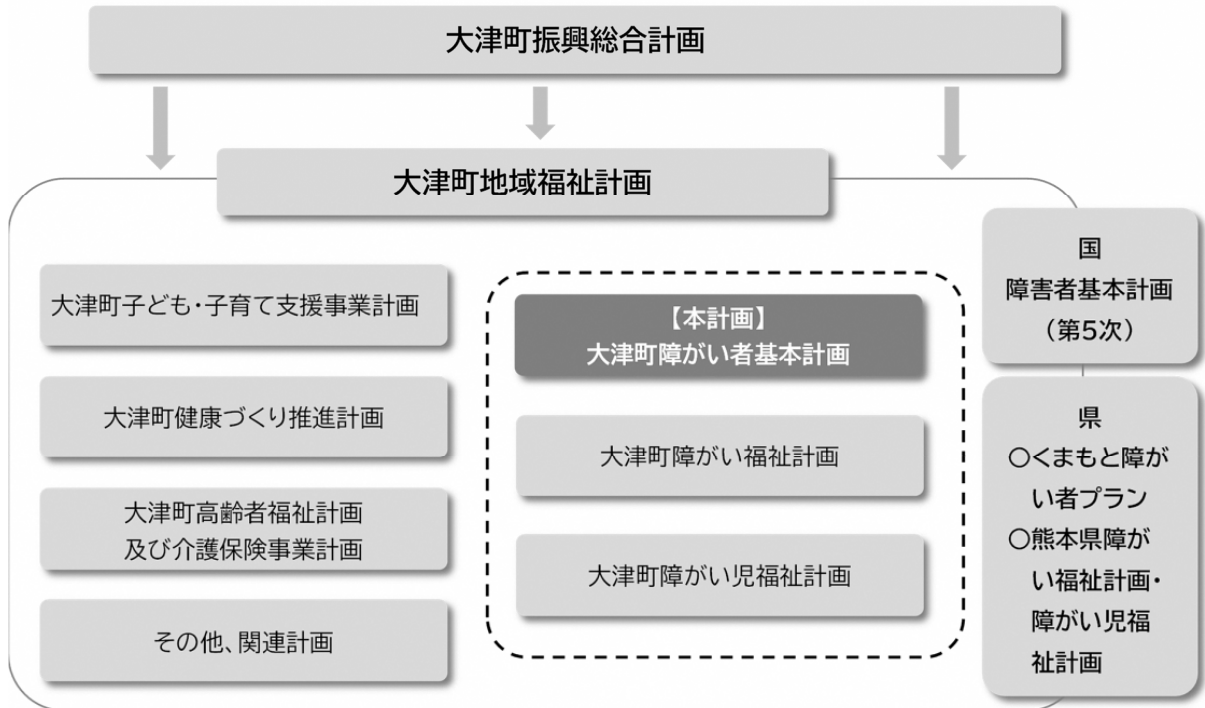 大津町振興総合計画
大津町地域福祉計画
大津町子ども・子育て支援事業計画
大津町健康づくり推進計画
大津町高齢者福祉計画
及び介護保険事業計画
その他、関連計画
【本計画】
大津町障がい者基本計画
大津町障がい福祉計画
大津町障がい児福祉計画
国
障害者基本計画
（第5次）
県
○くまもと障が
い者プラン
○熊本県障が
い福祉計画・
障がい児福
祉計画